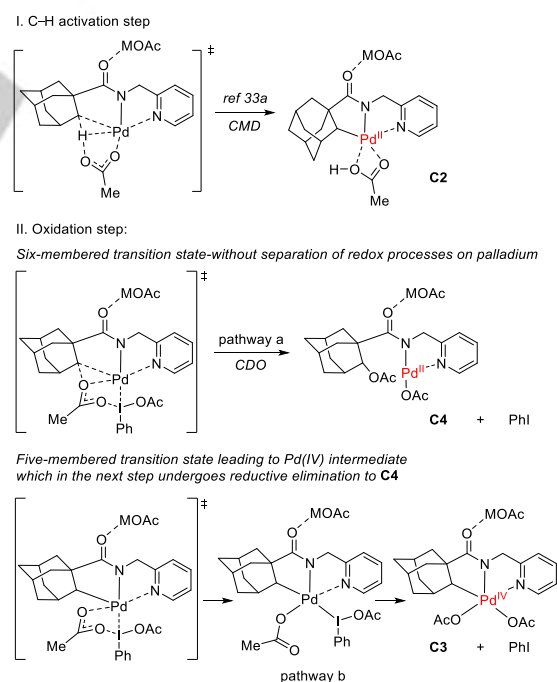 I. C–H activation step
MOAc
‡
O
N
H
Pd
N
O
O
Me
ref 33a
CMD
MOAc
O
N
Pd^II
N
H–O
O
Me
C2
II. Oxidation step:
Six-membered transition state-without separation of redox processes on palladium
MOAc
‡
O
N
Pd
N
O
O
I
OAc
Me
Ph
pathway a
CDO
MOAc
O
N
OAc
Pd^II
N
OAc
C4 + PhI
Five-membered transition state leading to Pd(IV) intermediate
which in the next step undergoes reductive elimination to C4
MOAc
‡
O
N
Pd
N
O
O
I
OAc
Me
Ph
MOAc
O
N
Pd
N
O
I
OAc
Me
O
Ph
pathway b
MOAc
O
N
Pd^IV
N
AcO
OAc
C3 + PhI